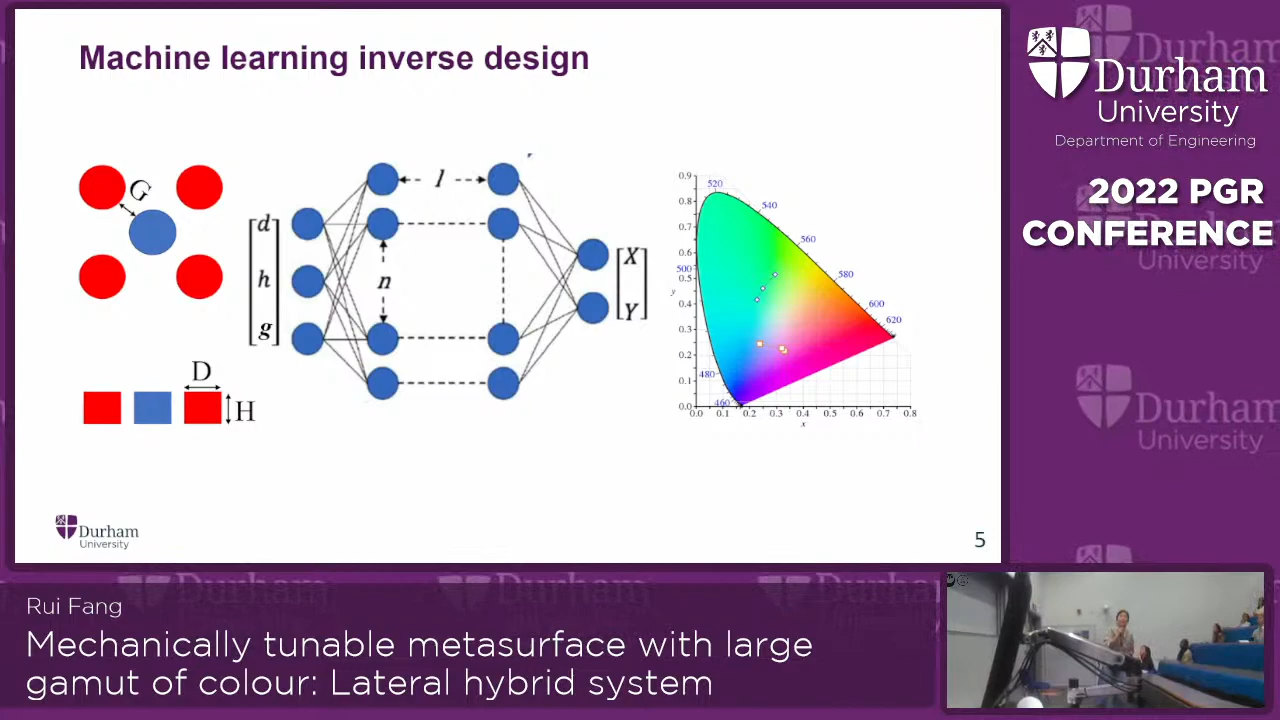 Machine learning inverse design
G
D
H
d
h
g
l
n
X
Y
0.9
0.8
0.7
0.6
0.5
0.4
0.3
0.2
0.1
0.0
y
0.0 0.1 0.2 0.3 0.4 0.5 0.6 0.7 0.8
x
520
540
560
500
580
600
620
480
460
Durham
University
5
Durham
University
Department of Engineering
2022 PGR
CONFERENCE
Durham
University
Rui Fang
Mechanically tunable metasurface with large
gamut of colour: Lateral hybrid system